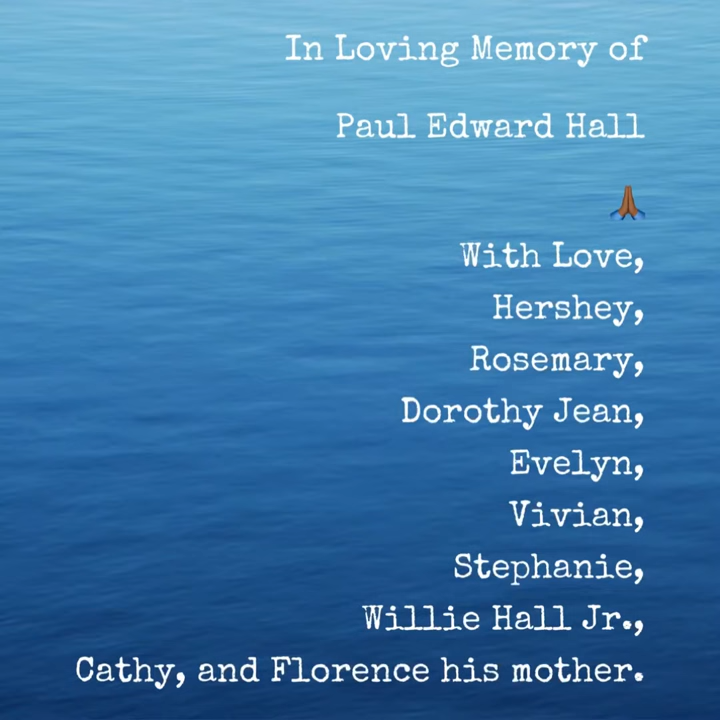 In Loving Memory of
Paul Edward Hall
🙏🏾
With Love,
Hershey,
Rosemary,
Dorothy Jean,
Evelyn,
Vivian,
Stephanie,
Willie Hall Jr.,
Cathy, and Florence his mother.